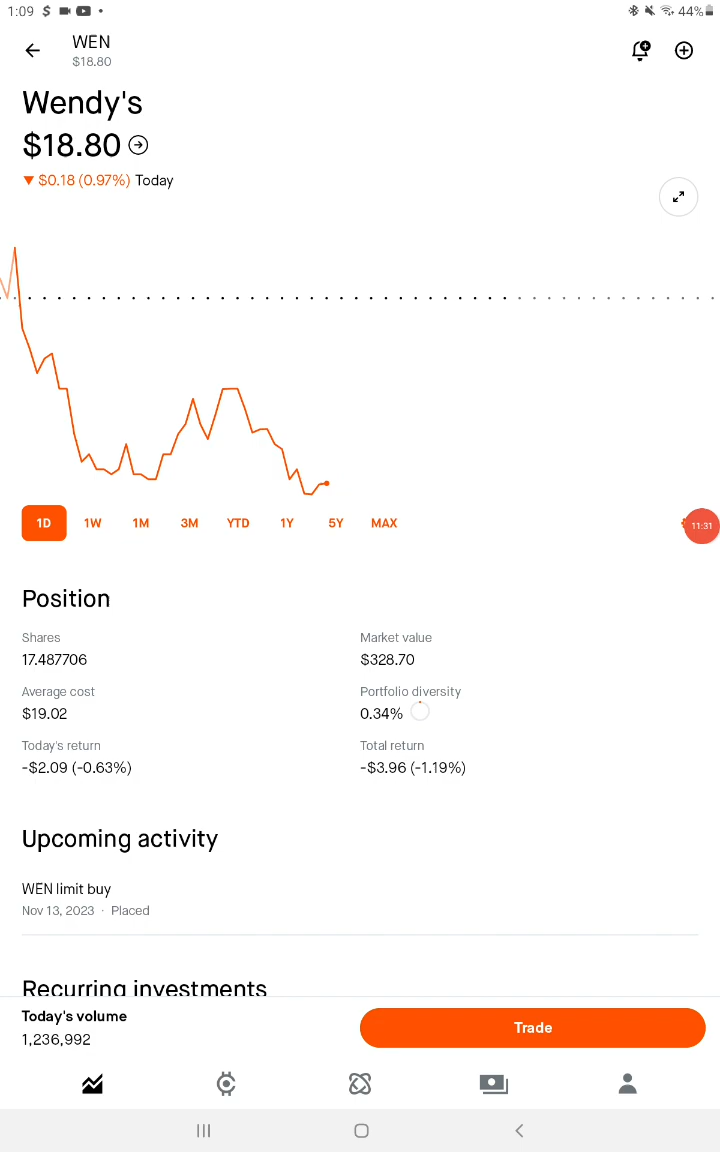 1:09 $ 44%
WEN
$18.80
Wendy's
$18.80
▼ $0.18 (0.97%) Today
1D 1W 1M 3M YTD 1Y 5Y MAX 11:31
Position
Shares Market value
17.487706 $328.70
Average cost Portfolio diversity
$19.02 0.34%
Today's return Total return
-$2.09 (-0.63%) -$3.96 (-1.19%)
Upcoming activity
WEN limit buy
Nov 13, 2023 · Placed
Recurring investments
Today's volume
1,236,992
Trade